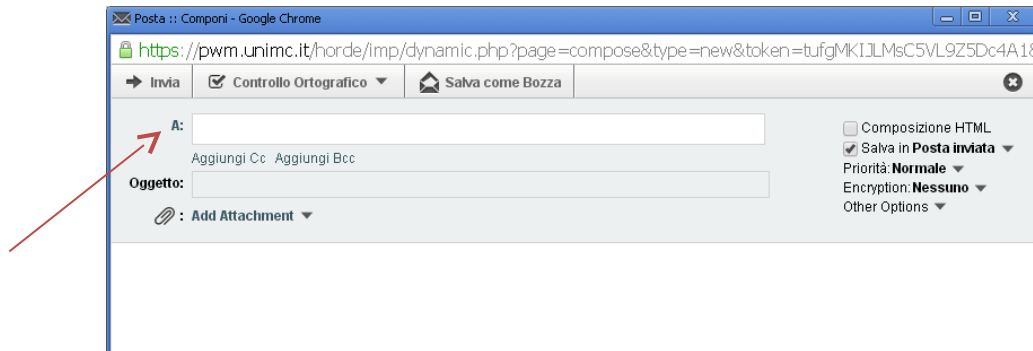 Posta :: Componi - Google Chrome
https://pwm.unimc.it/horde/imp/dynamic.php?page=compose&type=new&token=tufgMKIJLMsC5VL9Z5Dc4A18
Invia Controllo Ortografico Salva come Bozza
A:
Composizione HTML
Salva in Posta inviata
Aggiungi Cc Aggiungi Bcc
Priorità: Normale
Oggetto:
Encryption: Nessuno
Other Options
: Add Attachment